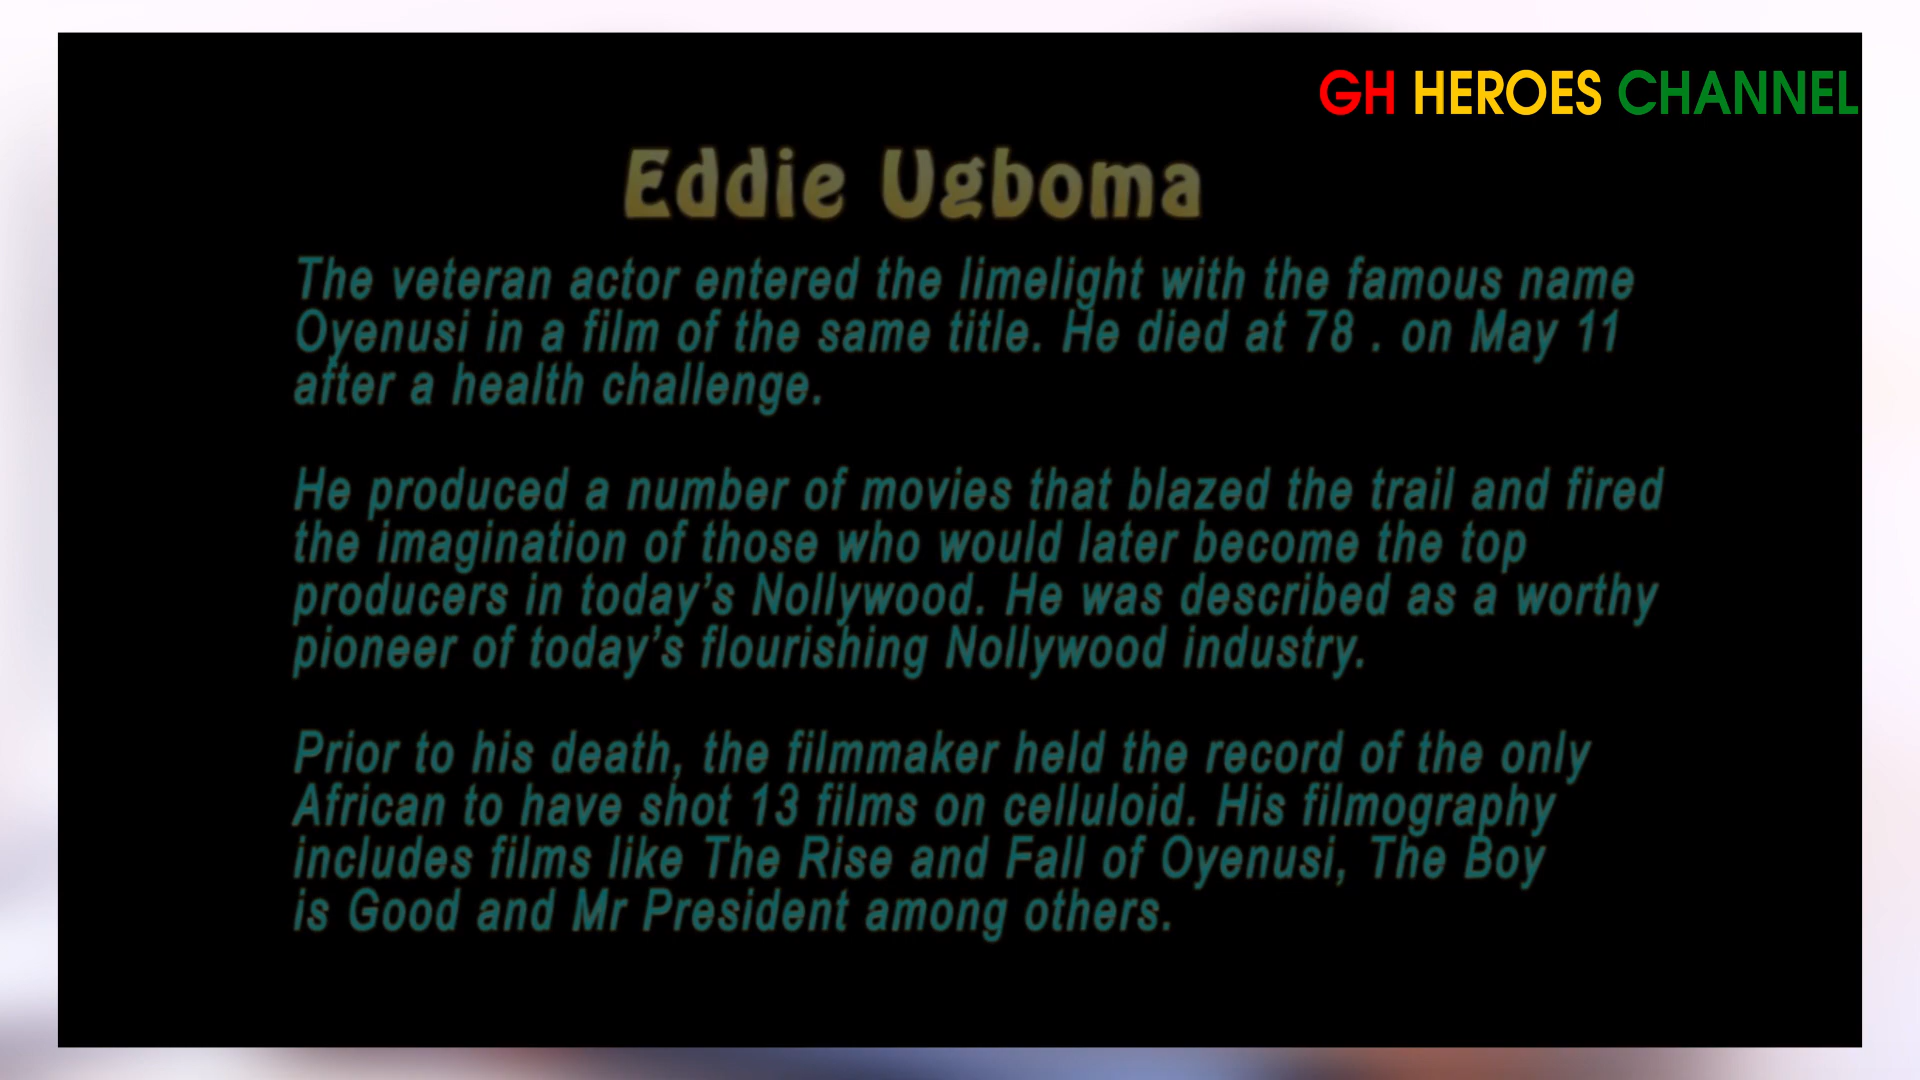 GH HEROES CHANNEL
Eddie Ugboma
The veteran actor entered the limelight with the famous name
Oyenusi in a film of the same title. He died at 78 . on May 11
after a health challenge.
He produced a number of movies that blazed the trail and fired
the imagination of those who would later become the top
producers in today’s Nollywood. He was described as a worthy
pioneer of today’s flourishing Nollywood industry.
Prior to his death, the filmmaker held the record of the only
African to have shot 13 films on celluloid. His filmography
includes films like The Rise and Fall of Oyenusi, The Boy
is Good and Mr President among others.